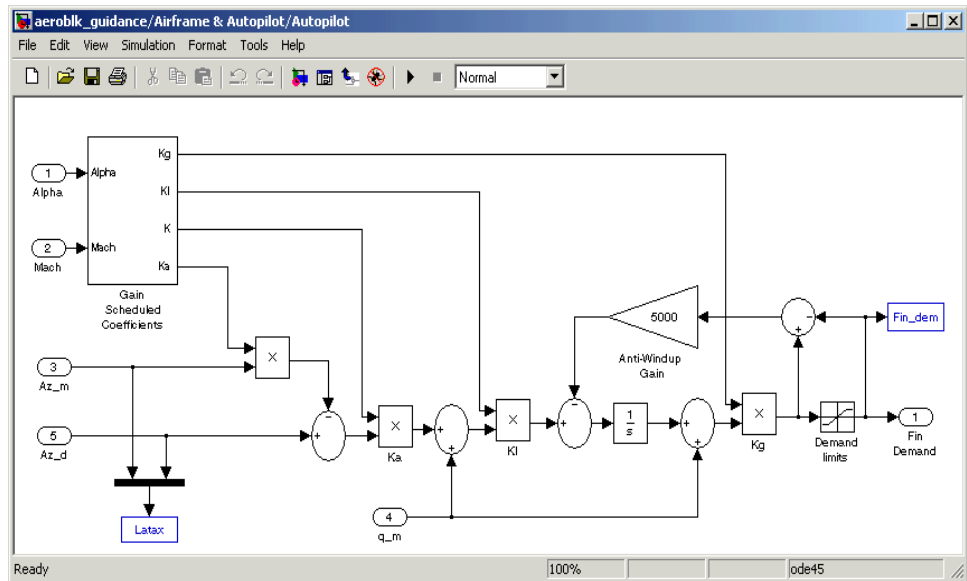 aeroblk_guidance/Airframe & Autopilot/Autopilot
File Edit View Simulation Format Tools Help
Normal
1
Alpha
2
Mach
Alpha
Mach
Kg
KI
K
Ka
Gain
Scheduled
Coefficients
3
Az_m
5
Az_d
×
Latax
+
-
×
Ka
+
+
×
KI
4
q_m
5000
Anti-Windup
Gain
-
+
1
s
+
+
×
Kg
-
+
Demand
limits
Fin_dem
1
Fin
Demand
Ready 100% ode45